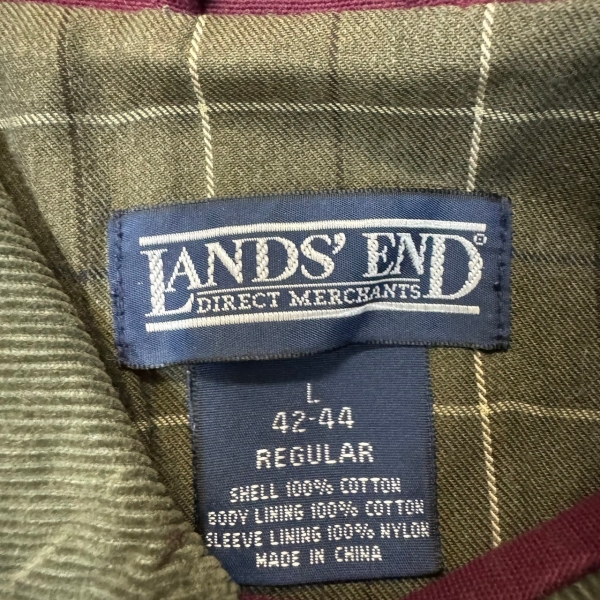 LANDS' END®
DIRECT MERCHANTS
L
42-44
REGULAR
SHELL 100% COTTON
BODY LINING 100% COTTON
SLEEVE LINING 100% NYLON
MADE IN CHINA